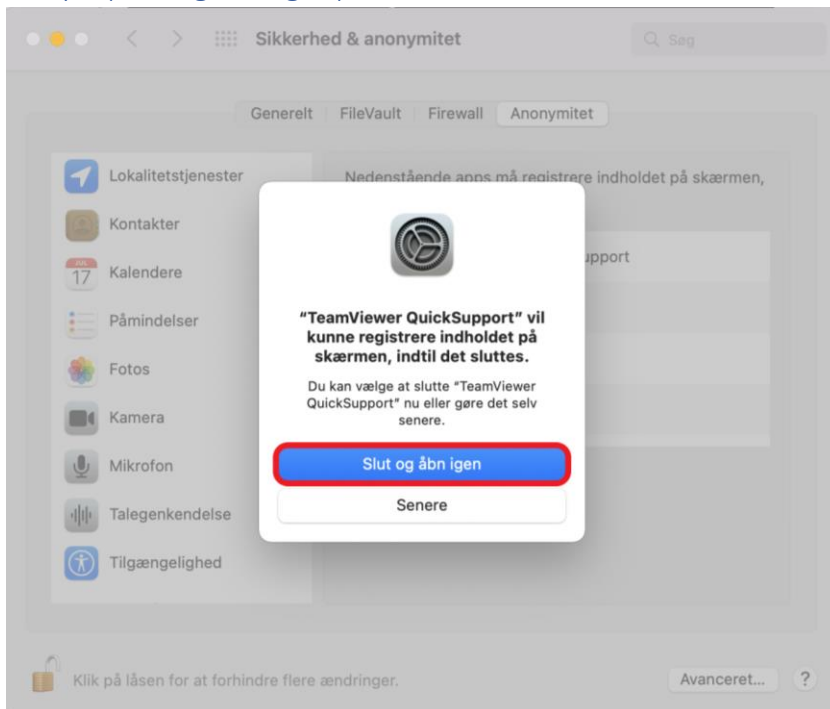 Sikkerhed & anonymitet
Søg
Generelt FileVault Firewall Anonymitet
Lokalitetstjenester
Kontakter
JUL.
17
Kalendere
Påmindelser
Fotos
Kamera
Mikrofon
Talegenkendelse
Tilgængelighed
Nedenstående apps må registrere indholdet på skærmen,
“TeamViewer QuickSupport” vil
kunne registrere indholdet på
skærmen, indtil det sluttes.
Du kan vælge at slutte “TeamViewer
QuickSupport” nu eller gøre det selv
senere.
Slut og åbn igen
Senere
Klik på låsen for at forhindre flere ændringer.
Avanceret...
?